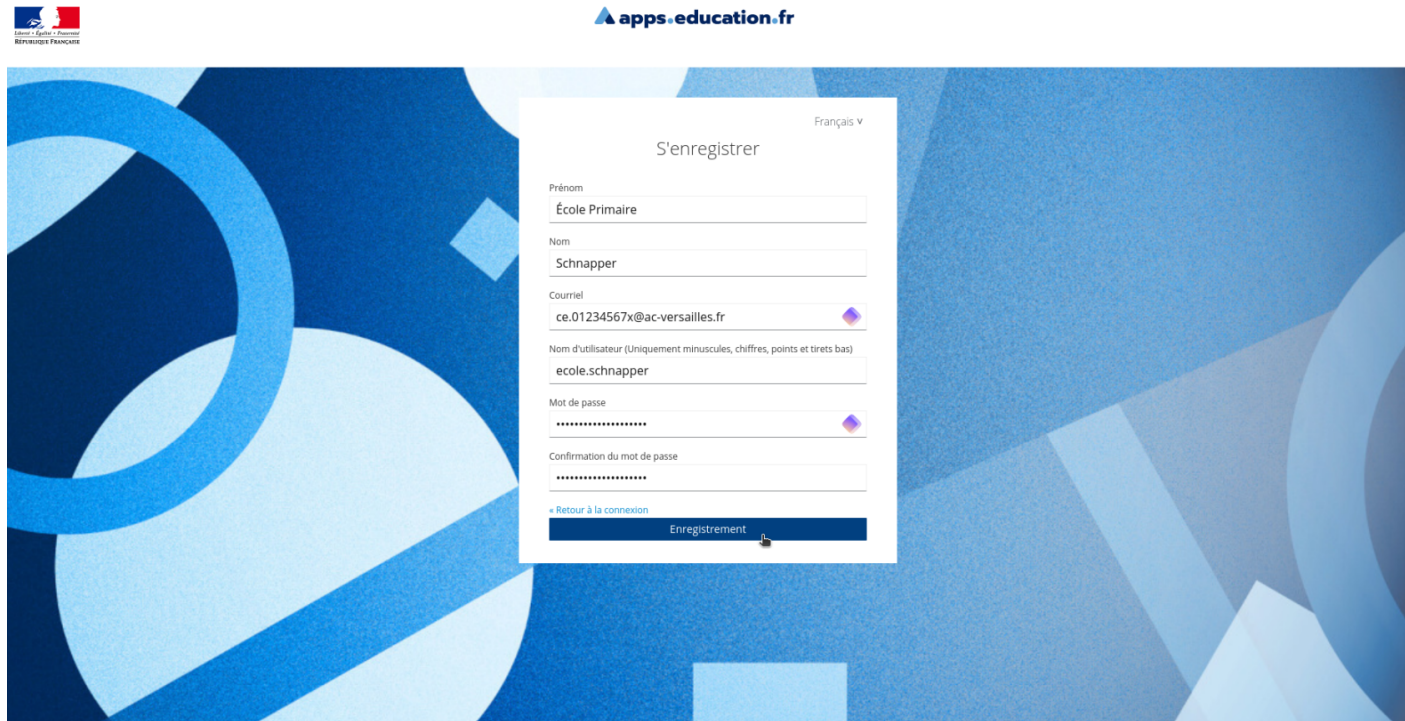 Liberté • Égalité • Fraternité
RÉPUBLIQUE FRANÇAISE
apps.education.fr
Français
S'enregistrer
Prénom
École Primaire
Nom
Schnapper
Courriel
ce.01234567x@ac-versailles.fr
Nom d'utilisateur (Uniquement minuscules, chiffres, points et tirets bas)
ecole.schnapper
Mot de passe
••••••••••••••••••••
Confirmation du mot de passe
••••••••••••••••••••
« Retour à la connexion
Enregistrement